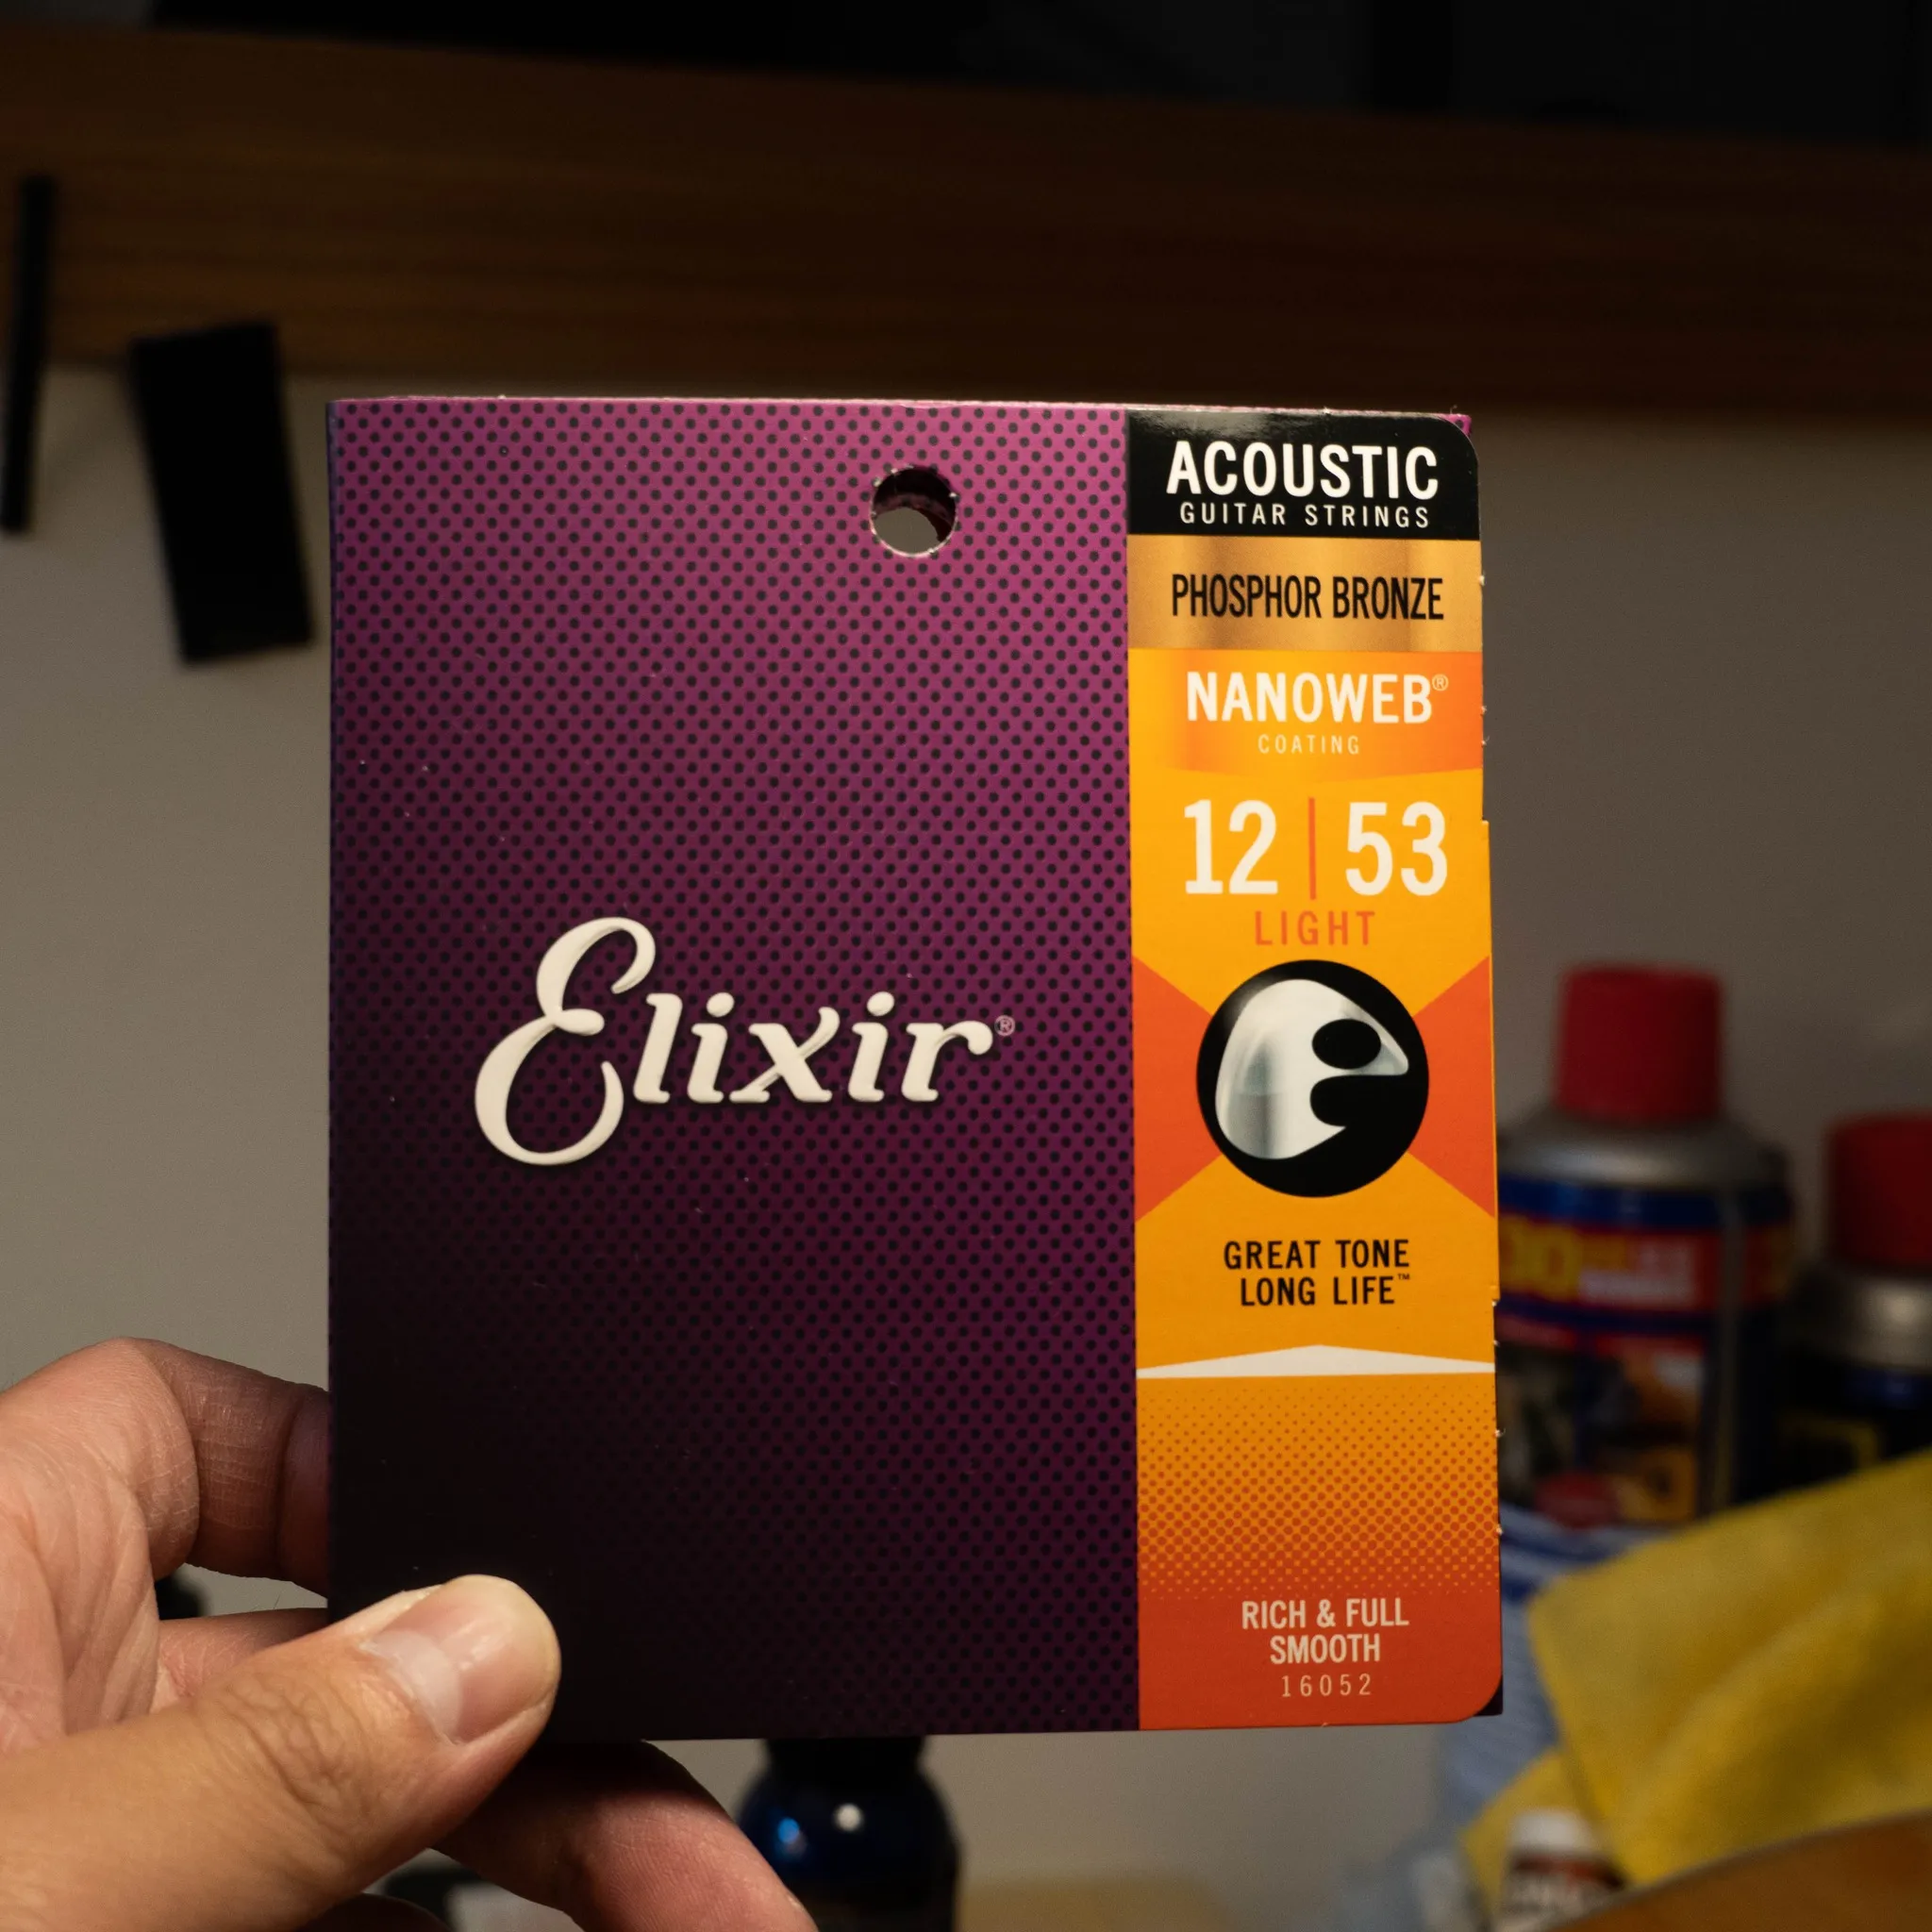 Elixir®
ACOUSTIC
GUITAR STRINGS
PHOSPHOR BRONZE
NANOWEB®
COATING
12 | 53
LIGHT
GREAT TONE
LONG LIFE™
RICH & FULL
SMOOTH
16052